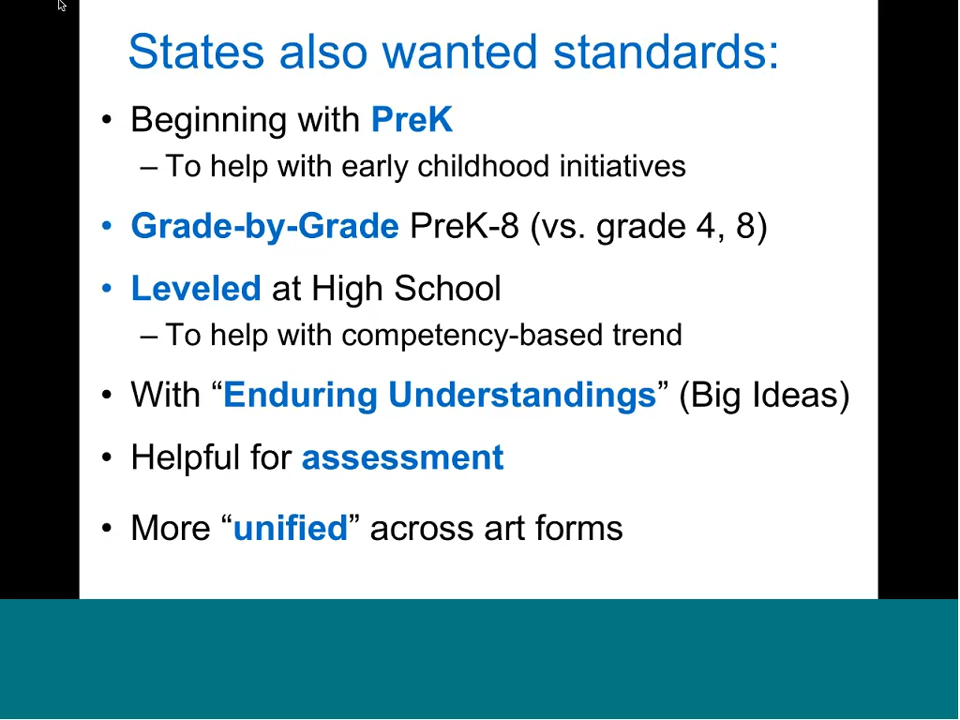 States also wanted standards:
• Beginning with PreK
– To help with early childhood initiatives
• Grade-by-Grade PreK-8 (vs. grade 4, 8)
• Leveled at High School
– To help with competency-based trend
• With “Enduring Understandings” (Big Ideas)
• Helpful for assessment
• More “unified” across art forms